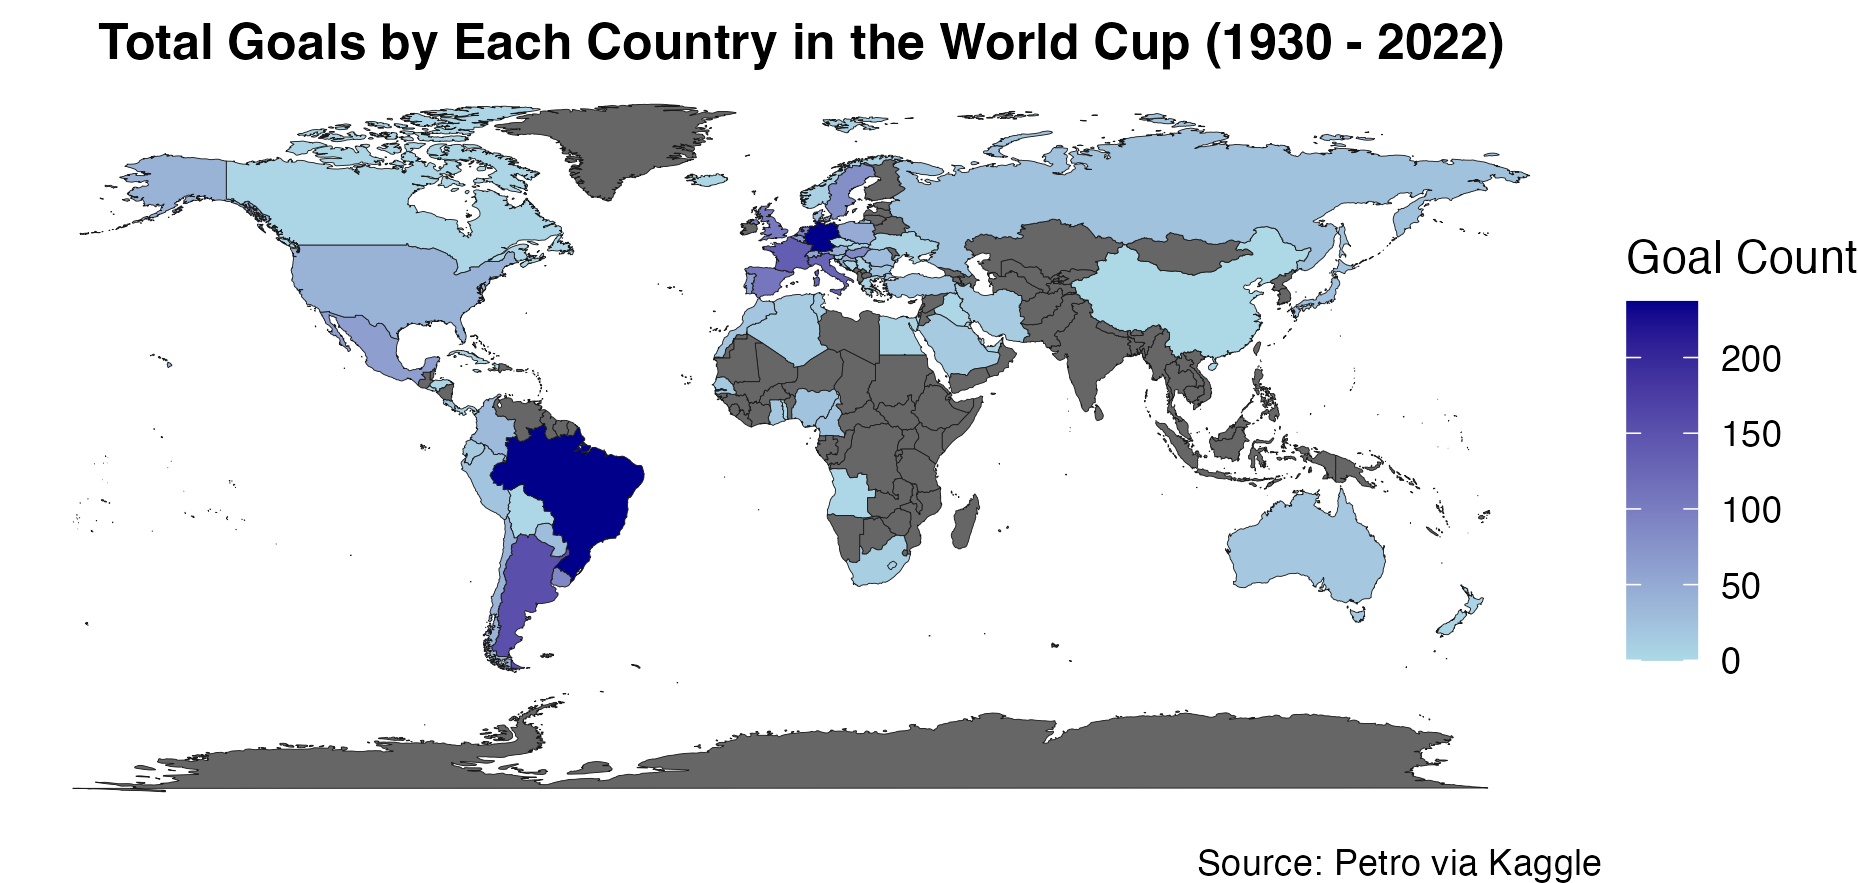 Total Goals by Each Country in the World Cup (1930 - 2022)
Goal Count
200
150
100
50
0
Source: Petro via Kaggle